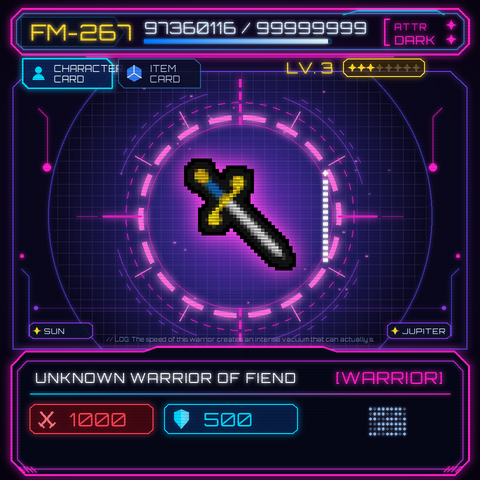 FM-267
97360116 / 99999999
ATTR
DARK
CHARACTER
CARD
ITEM
CARD
LV. 3
SUN
JUPITER
// LOG: The speed of this warrior creates an intense vacuum that can actually s
UNKNOWN WARRIOR OF FIEND
[WARRIOR]
1000
500